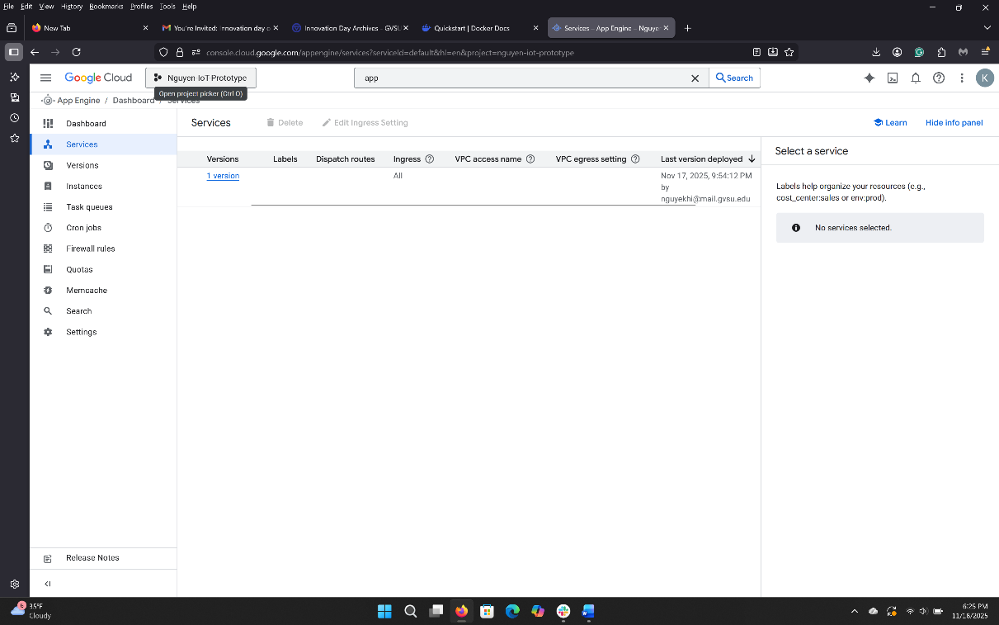 File Edit View History Bookmarks Profiles Tools Help
New Tab
You're Invited: Innovation day o
Innovation Day Archives - GVSU
Quickstart | Docker Docs
Services – App Engine – Nguye
console.cloud.google.com/appengine/services?serviceId=default&hl=en&project=nguyen-iot-prototype
Google Cloud
Nguyen-IoT-Prototype
app
Search
K
Open project picker (Ctrl O)
App Engine / Dashboard / Services
Dashboard
Services
Versions
Instances
Task queues
Cron jobs
Firewall rules
Quotas
Memcache
Search
Settings
Release Notes
Services
Delete
Edit Ingress Setting
Learn
Hide info panel
Versions Labels Dispatch routes Ingress VPC access name VPC egress setting Last version deployed
1 version All Nov 17, 2025, 9:54:12 PM
by
nguyekhi@mail.gvsu.edu
Select a service
Labels help organize your resources (e.g.,
cost_center:sales or env:prod).
No services selected.
35°F
Cloudy
6:25 PM
11/18/2025